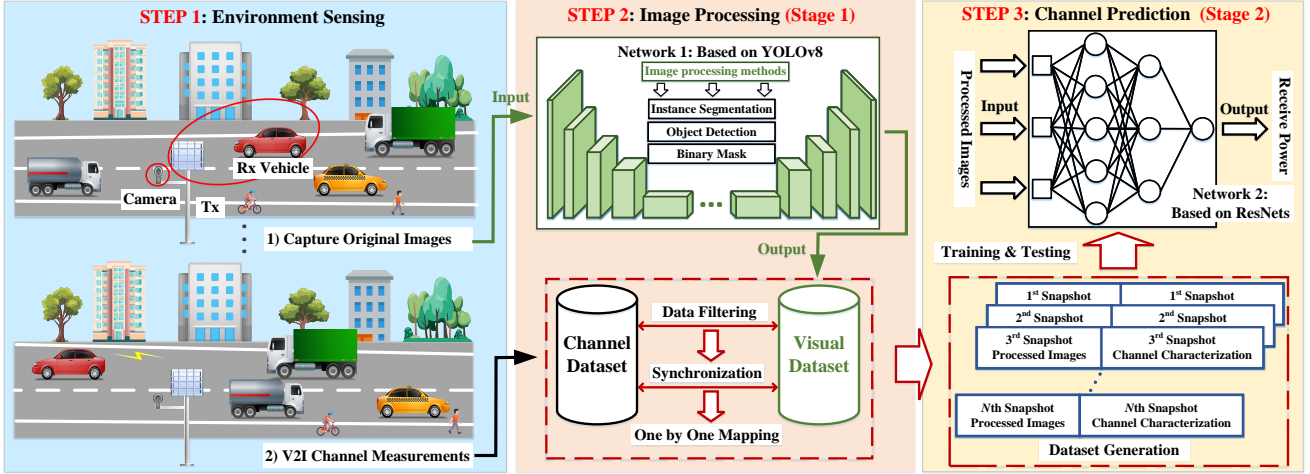 STEP 1: Environment Sensing
Rx Vehicle
Camera
Tx
1) Capture Original Images
2) V2I Channel Measurements
STEP 2: Image Processing (Stage 1)
Input
Network 1: Based on YOLOv8
Image processing methods
Instance Segmentation
Object Detection
Binary Mask
Output
Channel
Dataset
Data Filtering
Synchronization
One by One Mapping
Visual
Dataset
STEP 3: Channel Prediction (Stage 2)
Processed Images
Input
Output
Receive Power
Network 2:
Based on ResNets
Training & Testing
1st Snapshot
1st Snapshot
2nd Snapshot
2nd Snapshot
3rd Snapshot
Processed Images
3rd Snapshot
Channel Characterization
Nth Snapshot
Processed Images
Nth Snapshot
Channel Characterization
Dataset Generation